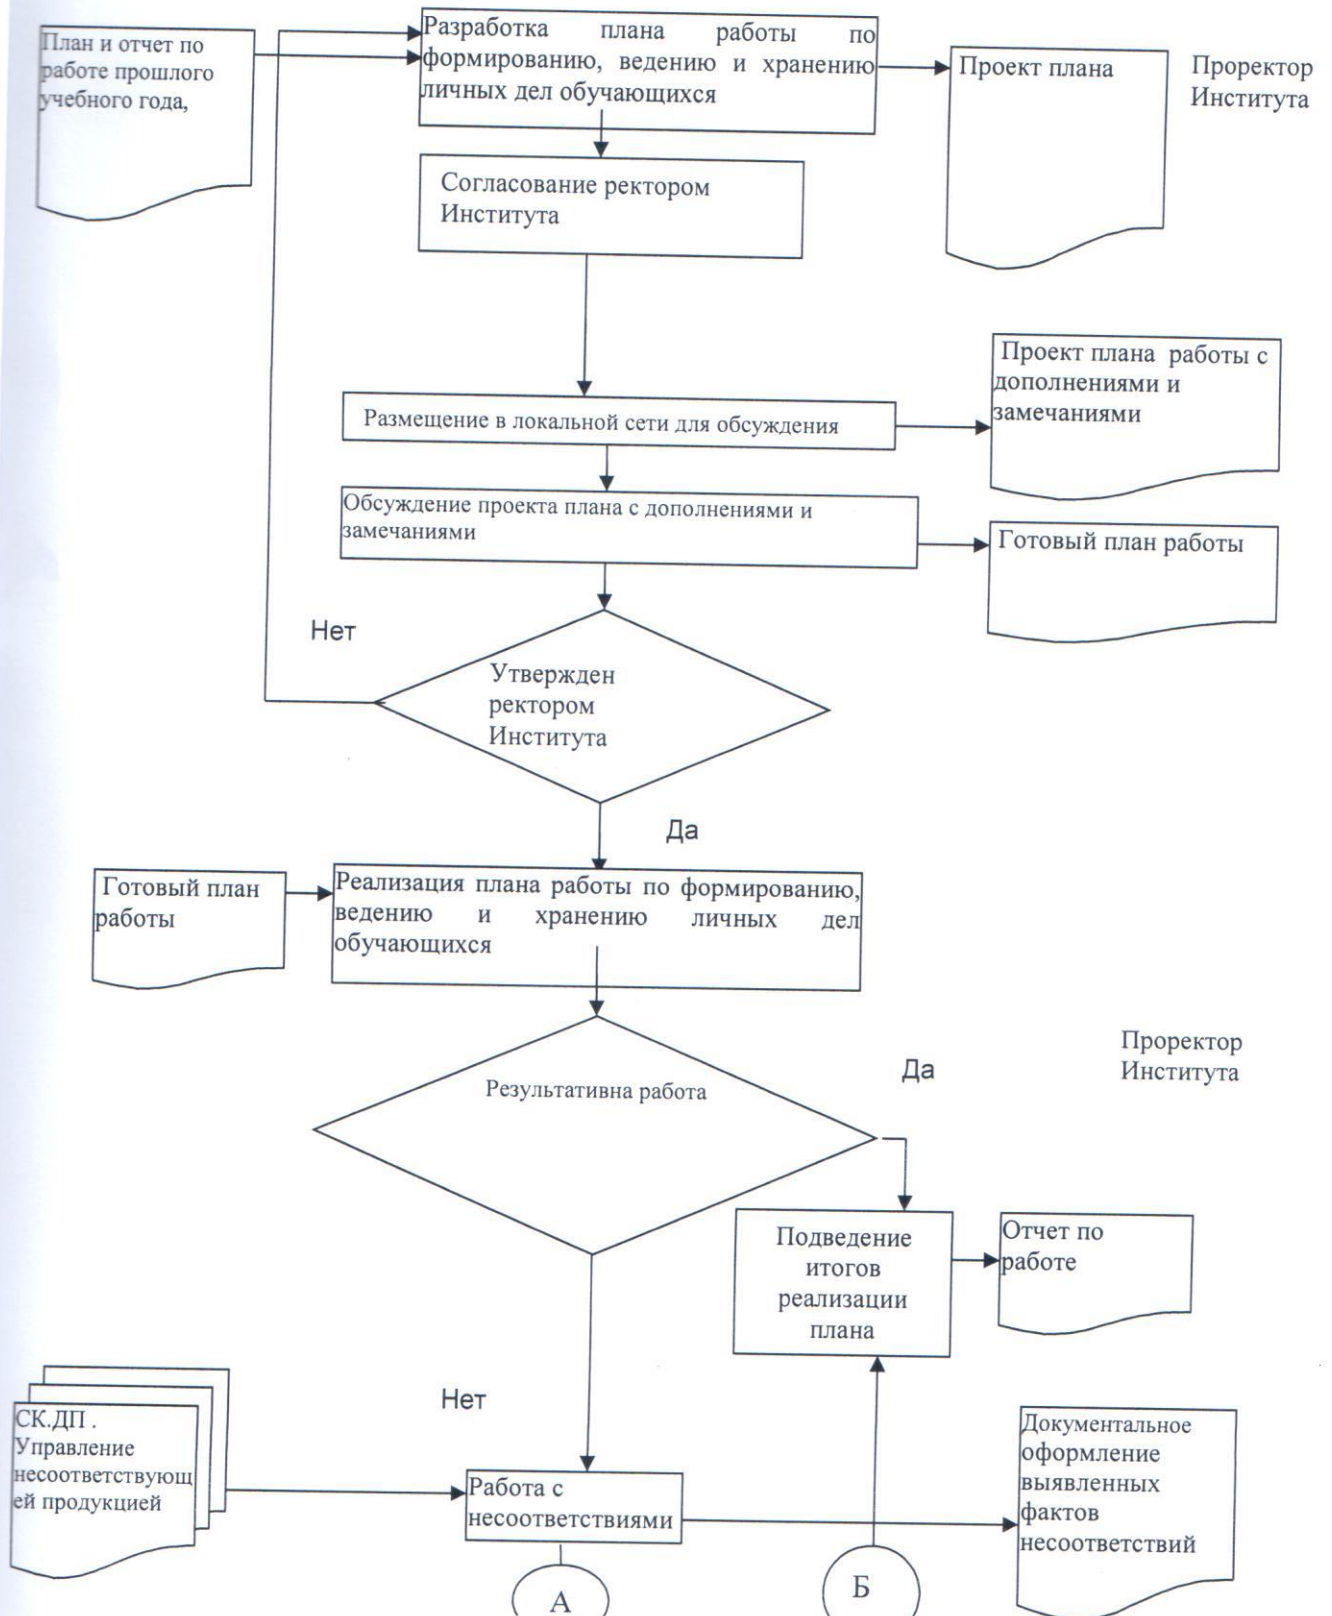 План и отчет по
работе прошлого
учебного года,
Разработка плана работы по
формированию, ведению и хранению
личных дел обучающихся
Проект плана
Проректор
Института
Согласование ректором
Института
Размещение в локальной сети для обсуждения
Проект плана работы с
дополнениями и
замечаниями
Обсуждение проекта плана с дополнениями и
замечаниями
Готовый план работы
Нет
Утвержден
ректором
Института
Да
Готовый план
работы
Реализация плана работы по формированию,
ведению и хранению личных дел
обучающихся
Проректор
Института
Да
Результативна работа
Подведение
итогов
реализации
плана
Отчет по
работе
Нет
СК.ДП .
Управление
несоответствующ
ей продукцией
Работа с
несоответствиями
Документальное
оформление
выявленных
фактов
несоответствий
А
Б